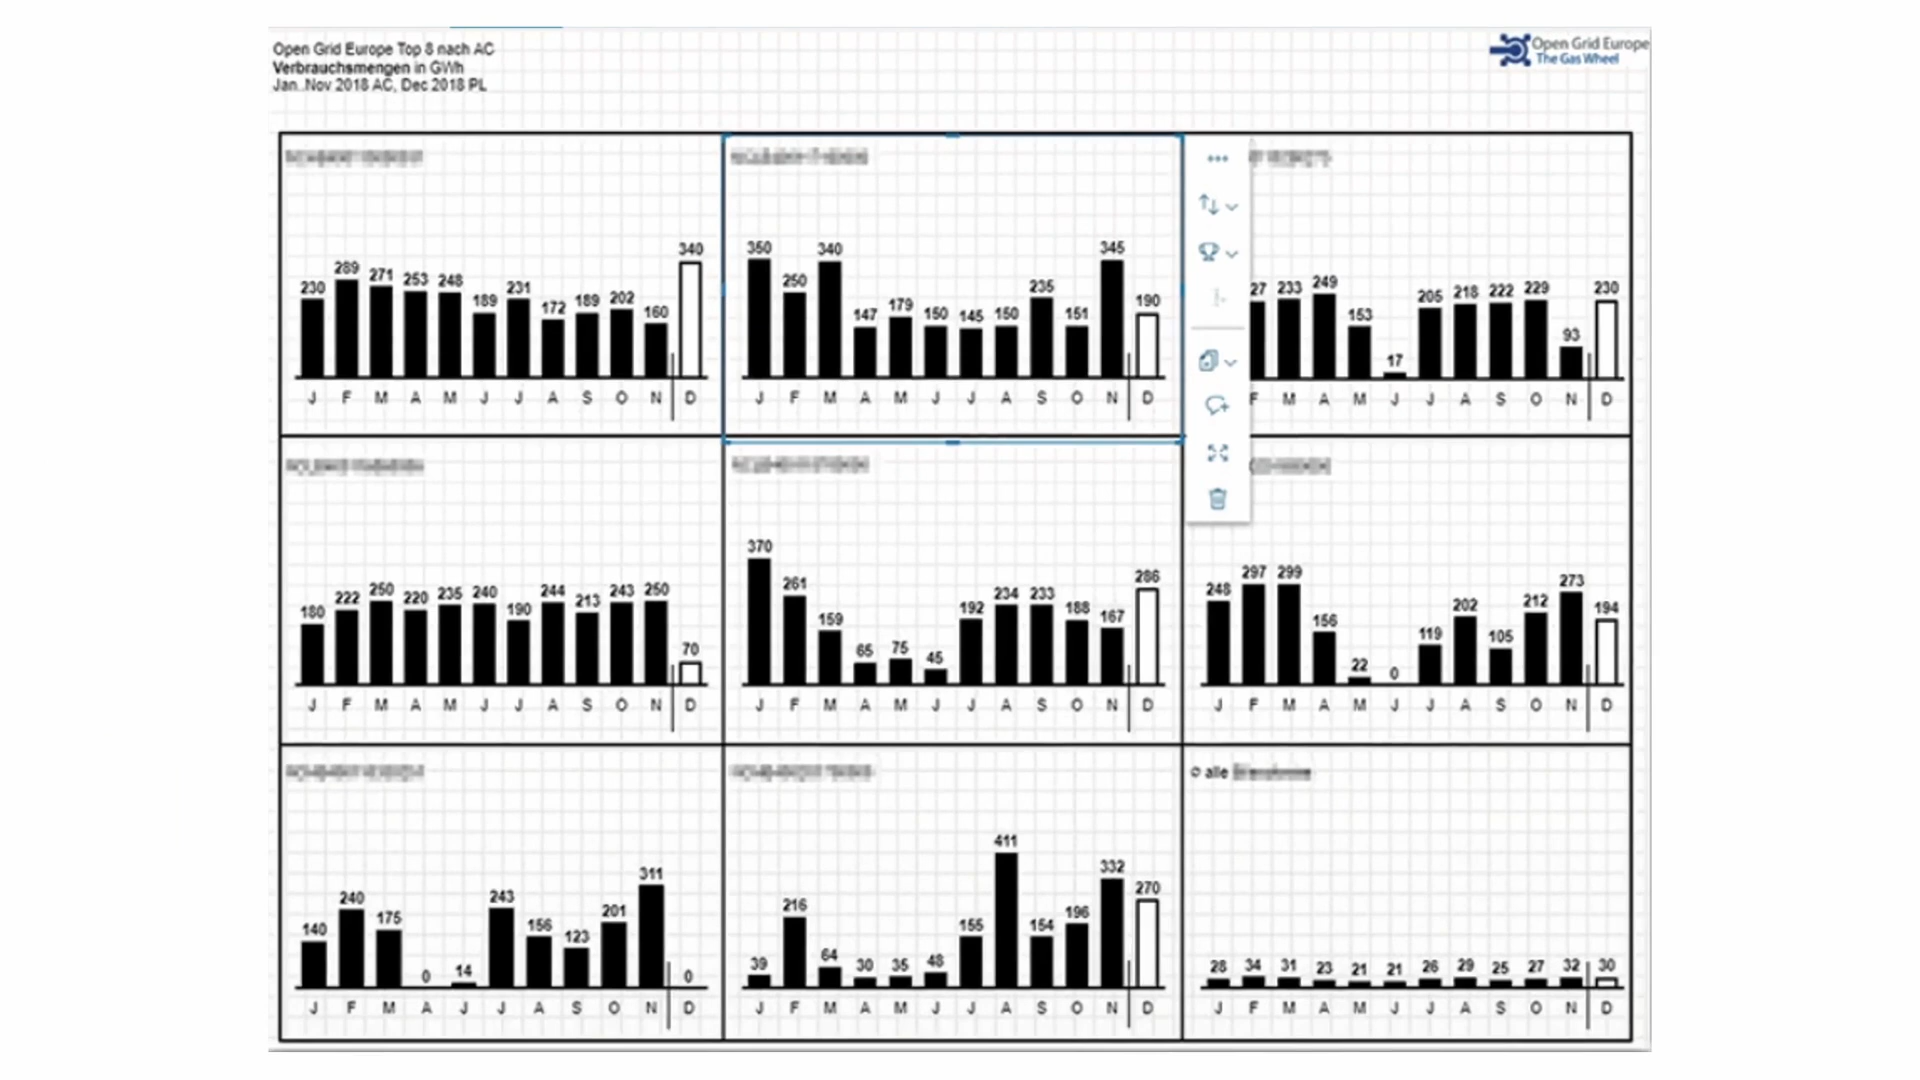 Open Grid Europe Top 8 nach AC
Verbrauchsmengen in GWh
Jan..Nov 2018 AC, Dec 2018 PL
Open Grid Europe
The Gas Wheel
230 289 271 253 248 189 231 172 189 202 160 340
J F M A M J J A S O N D
350 250 340 147 179 150 145 150 235 151 345 190
J F M A M J J A S O N D
27 233 249 153 17 205 218 222 229 93 230
F M A M J J A S O N D
180 222 250 220 235 240 190 244 213 243 250 70
J F M A M J J A S O N D
370 261 159 65 75 45 192 234 233 188 167 286
J F M A M J J A S O N D
248 297 299 156 22 0 119 202 105 212 273 194
J F M A M J J A S O N D
140 240 175 0 14 243 156 123 201 311 0
J F M A J J A S O N D
39 216 64 30 35 48 155 411 154 196 332 270
J F M A M J J A S O N D
Ø alle
28 34 31 23 21 21 26 29 25 27 32 30
J F M A M J J A S O N D